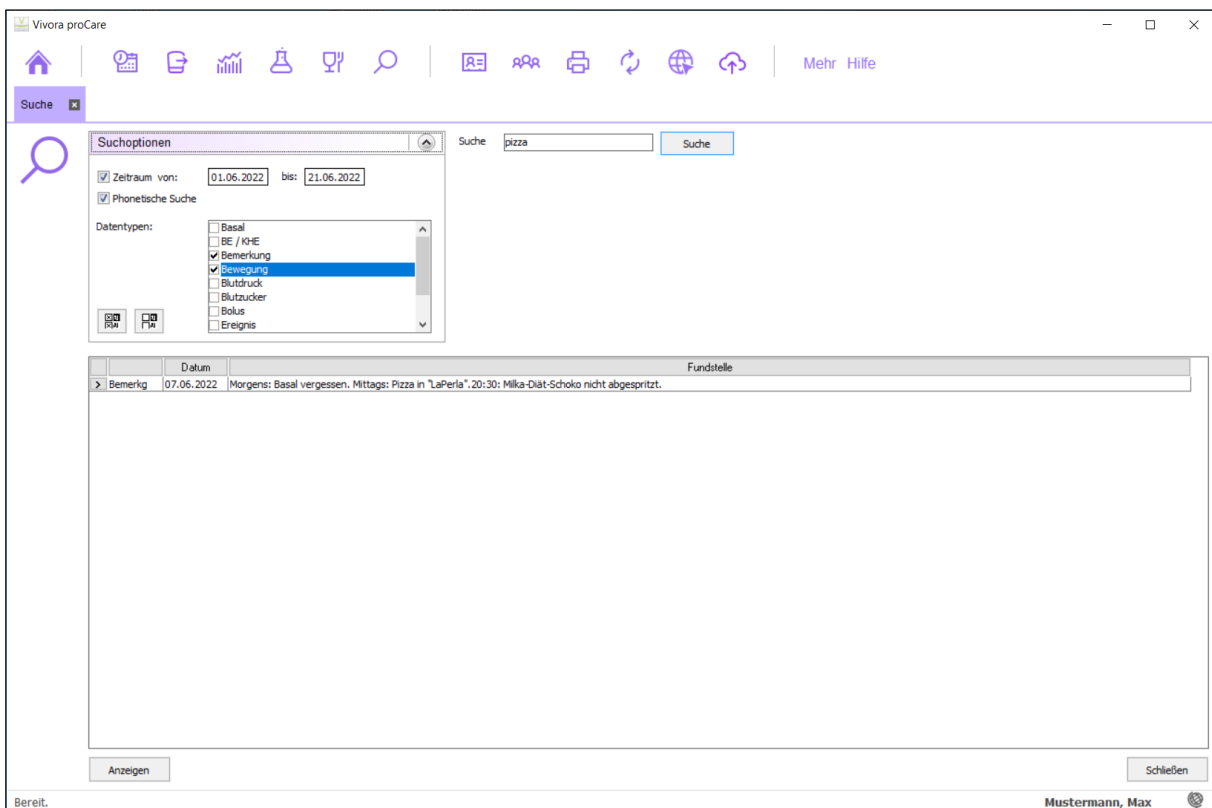 Vivora proCare
Mehr Hilfe
Suche
Suchoptionen
Suche pizza Suche
Zeitraum von: 01.06.2022 bis: 21.06.2022
Phonetische Suche
Datentypen:
Basal
BE / KHE
Bemerkung
Bewegung
Blutdruck
Blutzucker
Bolus
Ereignis
Datum Fundstelle
Bemerkg 07.06.2022 Morgens: Basal vergessen. Mittags: Pizza in "LaPerla".20:30: Milka-Diät-Schoko nicht abgespritzt.
Anzeigen Schließen
Bereit. Mustermann, Max